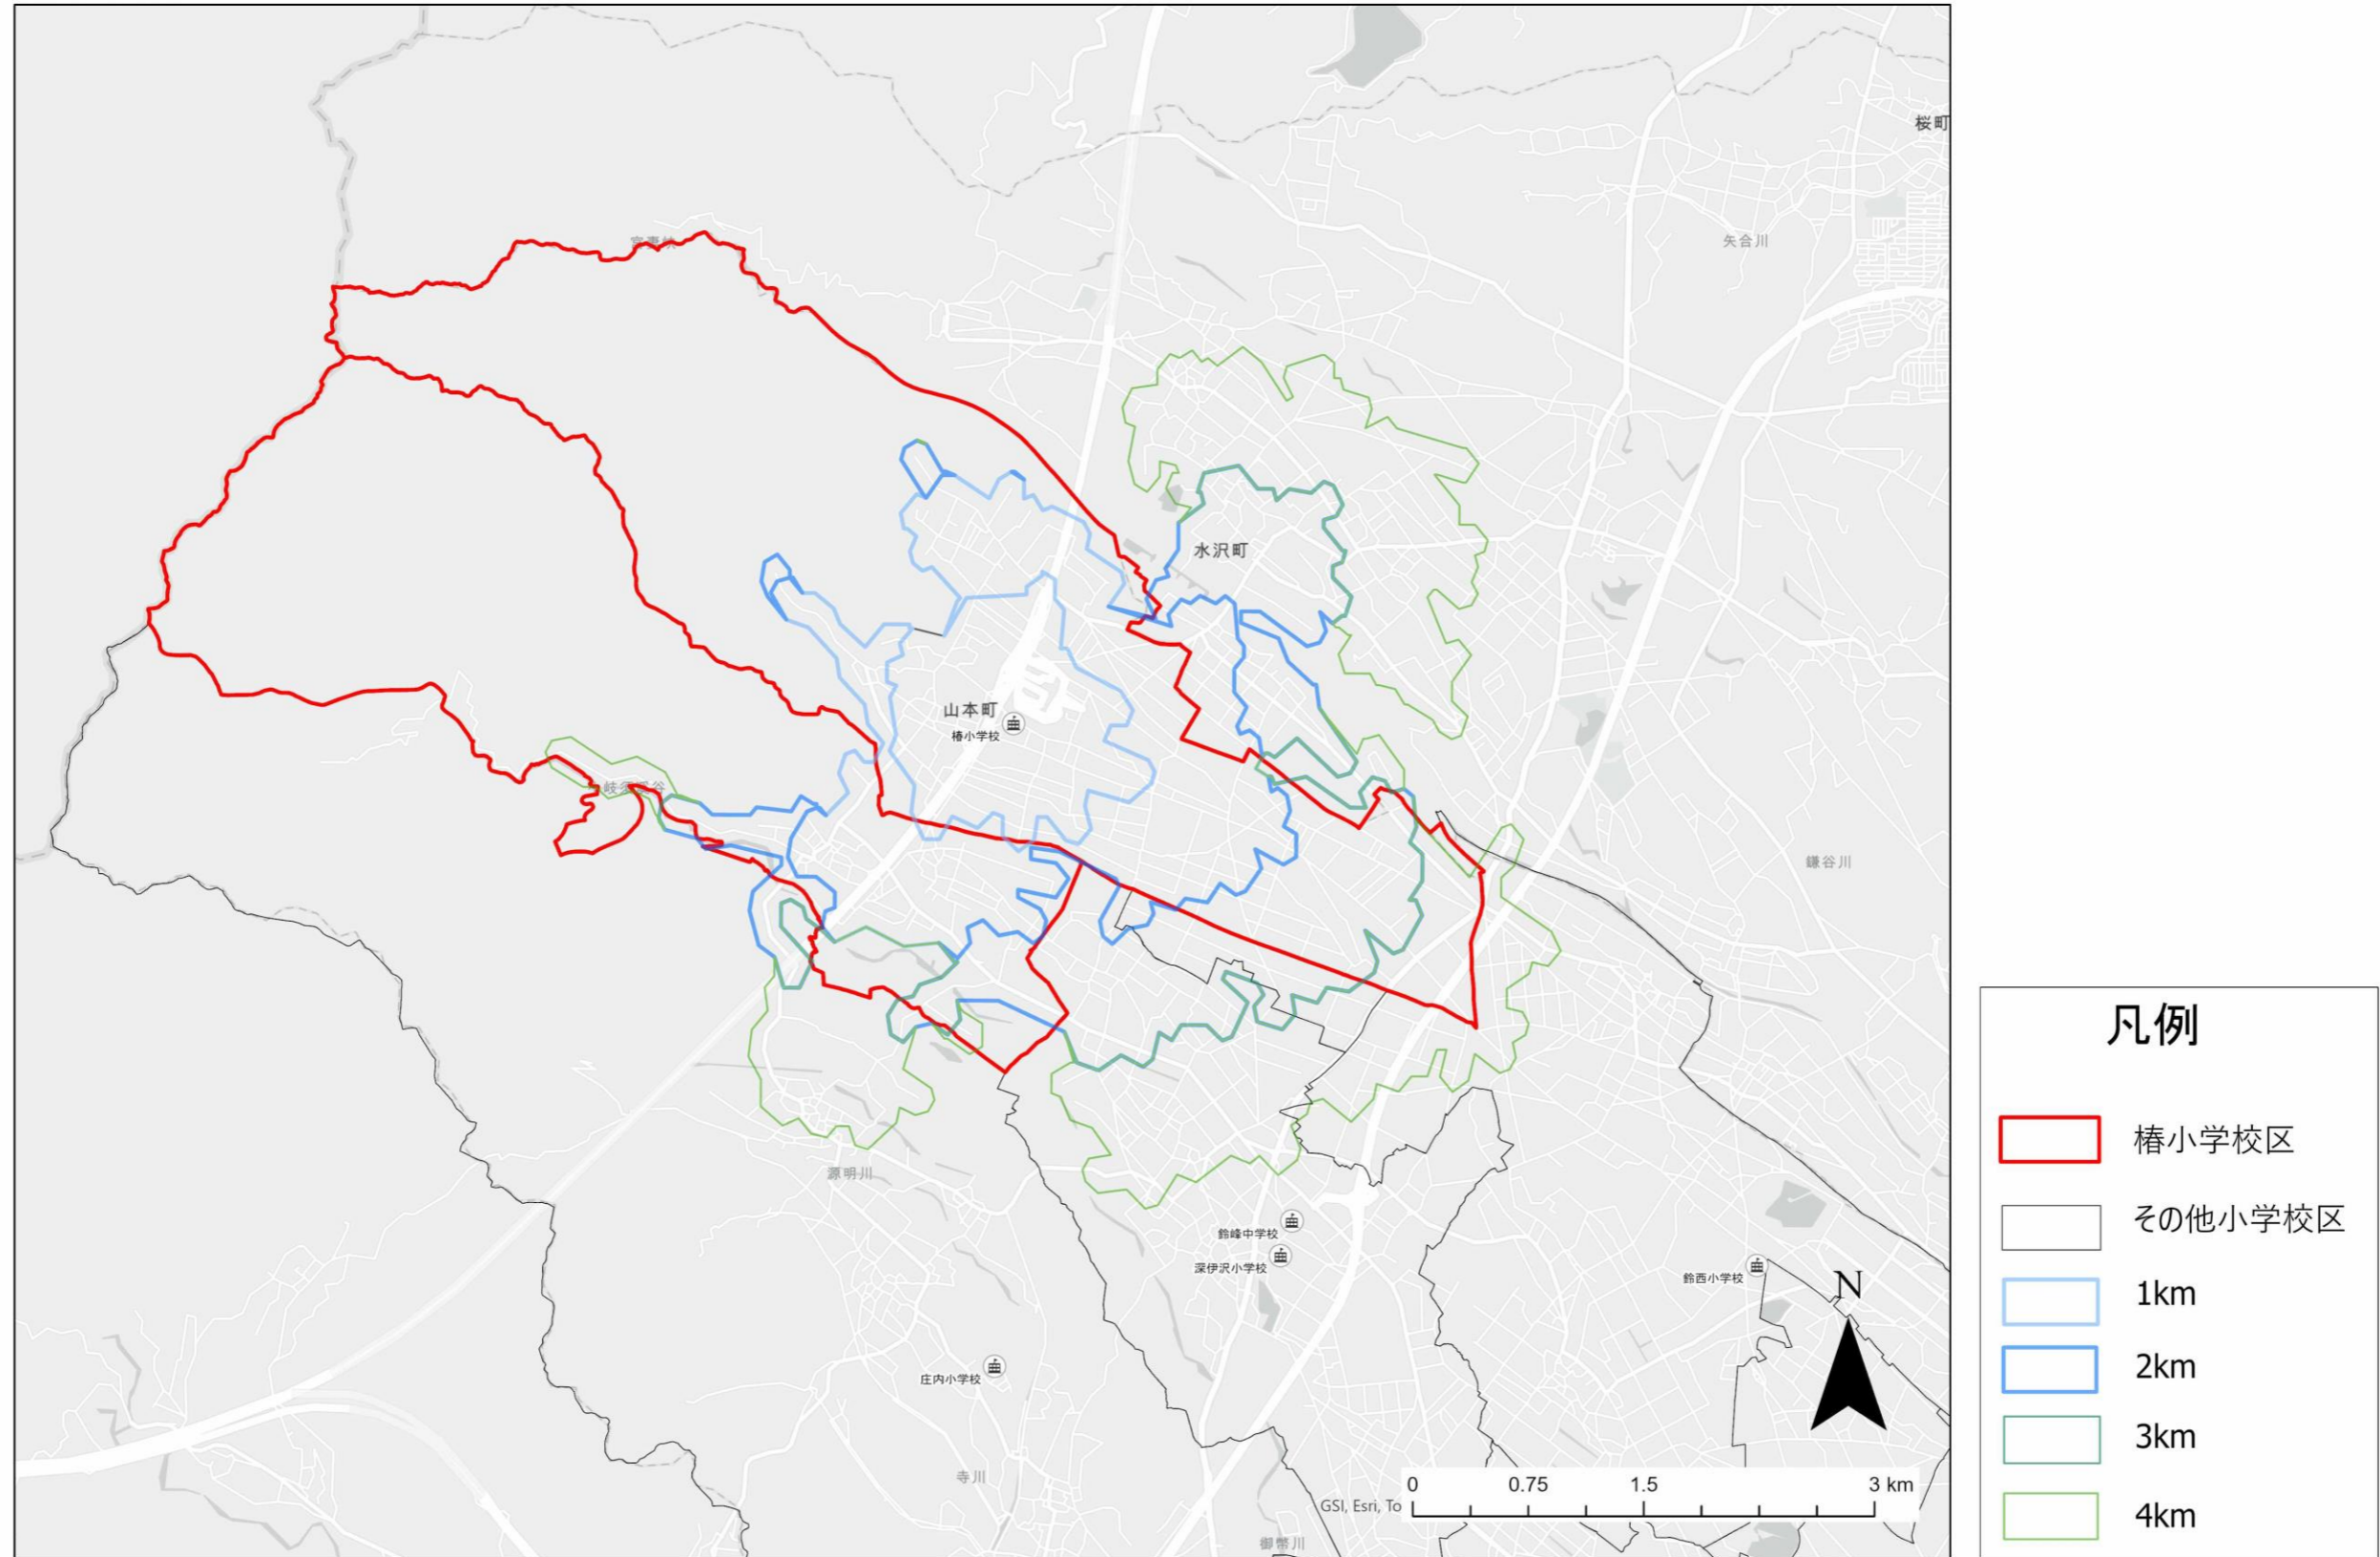 桜町
矢合川
宮妻峡
水沢町
山本町
椿小学校
鎌谷川
源明川
鈴峰中学校
深伊沢小学校
鈴西小学校
庄内小学校
寺川
御幣川
GSI, Esri, To
0 0.75 1.5 3 km
N
凡例
椿小学校区
その他小学校区
1km
2km
3km
4km